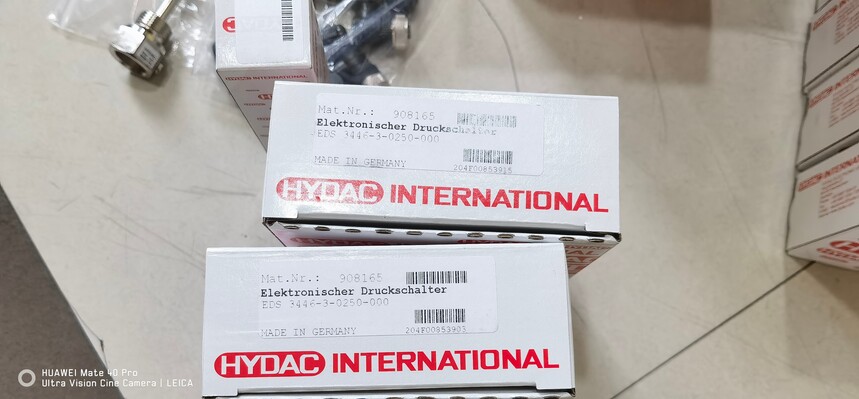 INTERNATIONAL
Mat.Nr.: 908165
Elektronischer Druckschalter
EDS 3446-3-0250-000
MADE IN GERMANY
204F00853915
HYDAC INTERNATIONAL
Mat.Nr.: 908165
Elektronischer Druckschalter
EDS 3446-3-0250-000
MADE IN GERMANY
204F00853903
HYDAC INTERNATIONAL
HUAWEI Mate 40 Pro
Ultra Vision Cine Camera | LEICA